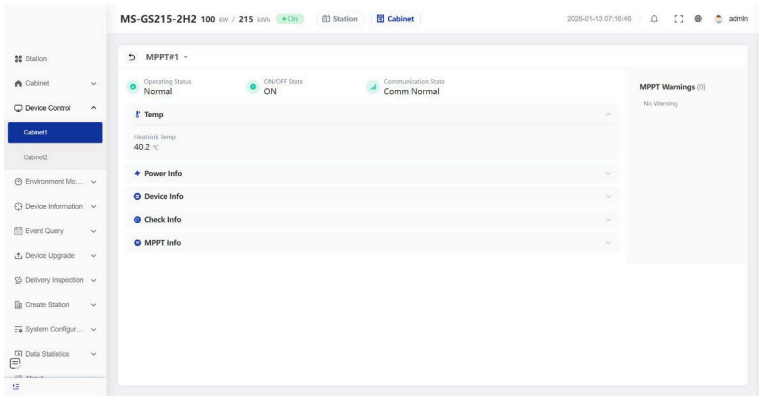 MS-GS215-2H2 100 kW / 215 kWh On Station Cabinet 2026-01-13 07:16:46 admin
Station
Cabinet
Device Control
Cabinet1
Cabinet2
Environment Mo...
Device Information
Event Query
Device Upgrade
Delivery Inspection
Create Station
System Configur...
Data Statistics
MPPT#1
Operating Status
Normal
ON/OFF State
ON
Communication State
Comm Normal
Temp
Heatsink Temp
40.2 ℃
Power Info
Device Info
Check Info
MPPT Info
MPPT Warnings (0)
No Warning